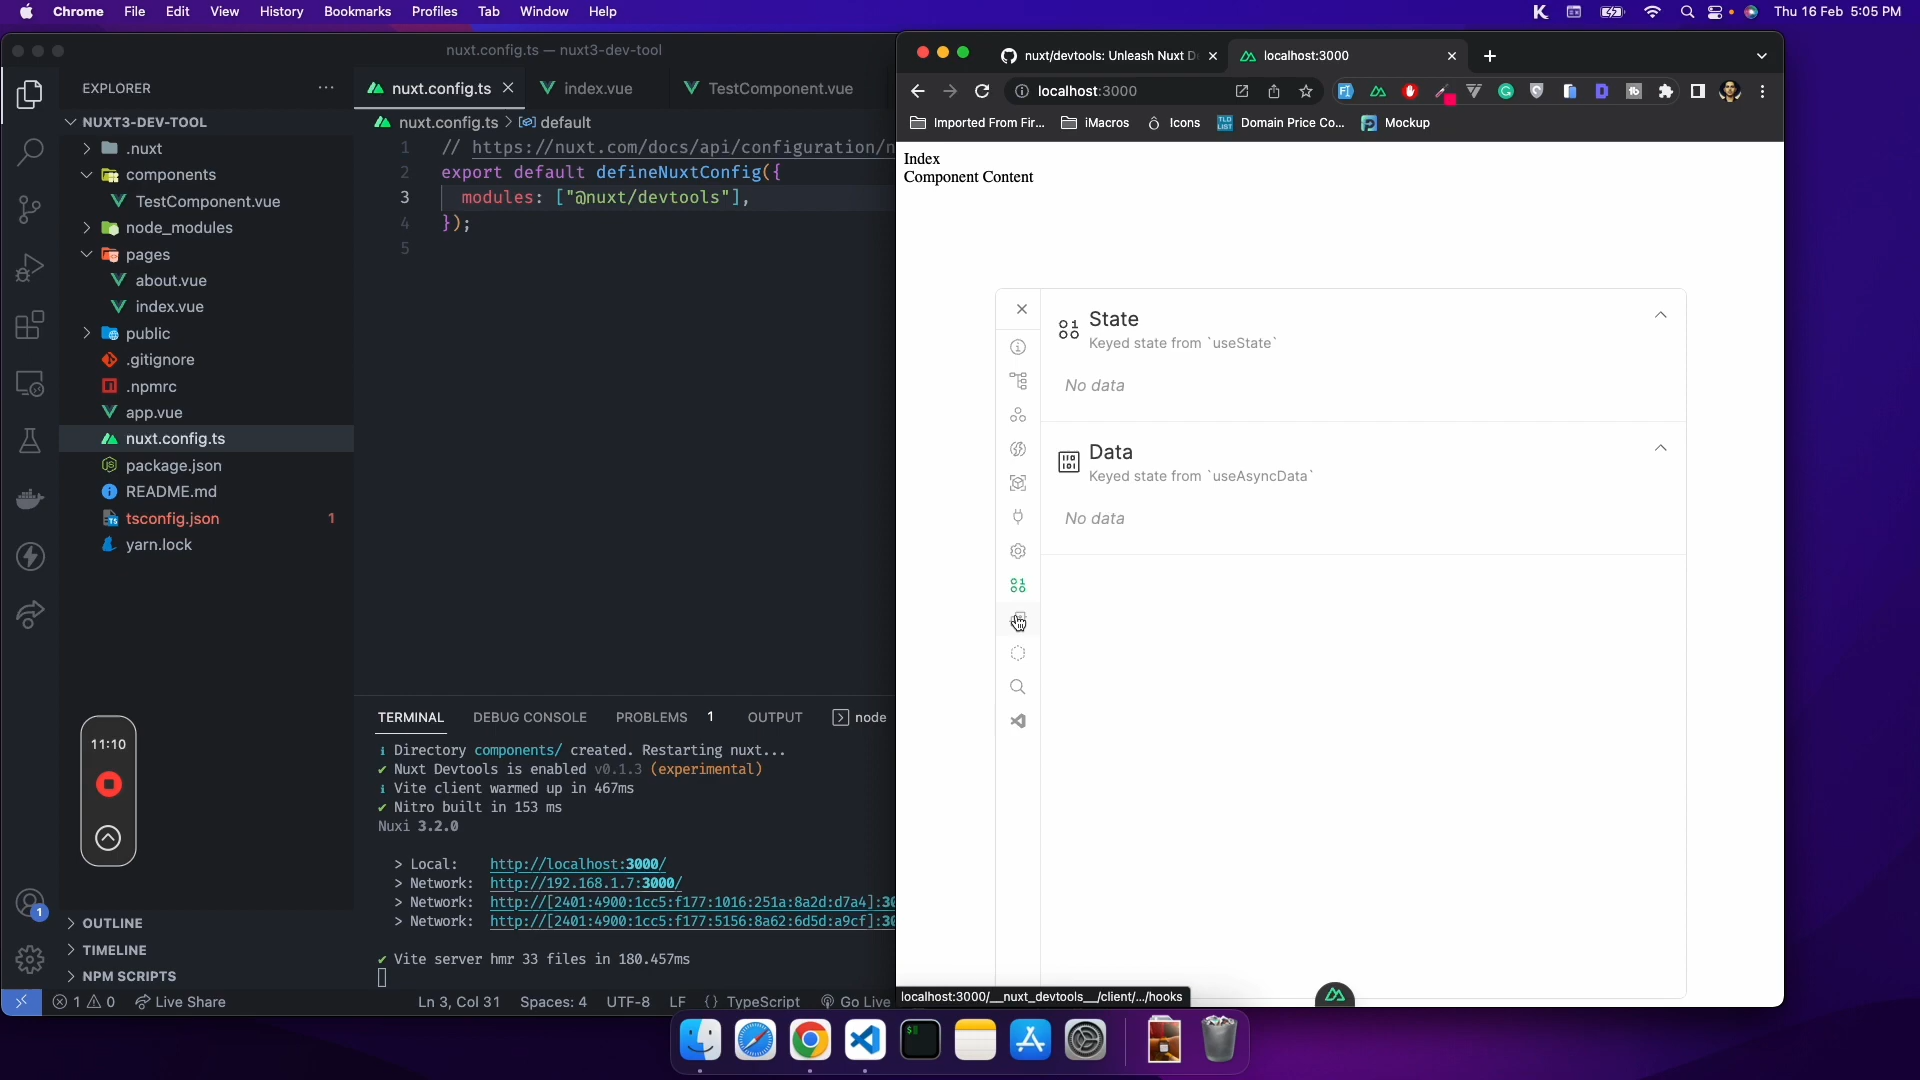 Chrome File Edit View History Bookmarks Profiles Tab Window Help
Thu 16 Feb 5:05 PM
nuxt.config.ts — nuxt3-dev-tool
EXPLORER
NUXT3-DEV-TOOL
.nuxt
components
TestComponent.vue
node_modules
pages
about.vue
index.vue
public
.gitignore
.npmrc
app.vue
nuxt.config.ts
package.json
README.md
tsconfig.json 1
yarn.lock
11:10
1
OUTLINE
TIMELINE
NPM SCRIPTS
nuxt.config.ts index.vue TestComponent.vue
nuxt.config.ts > default
1 // https://nuxt.com/docs/api/configuration/n
2 export default defineNuxtConfig({
3 modules: ["@nuxt/devtools"],
4 });
5
TERMINAL DEBUG CONSOLE PROBLEMS 1 OUTPUT node
i Directory components/ created. Restarting nuxt...
✔ Nuxt Devtools is enabled v0.1.3 (experimental)
i Vite client warmed up in 467ms
✔ Nitro built in 153 ms
Nuxi 3.2.0
> Local: http://localhost:3000/
> Network: http://192.168.1.7:3000/
> Network: http://[2401:4900:1cc5:f177:1016:251a:8a2d:d7a4]:30
> Network: http://[2401:4900:1cc5:f177:5156:8a62:6d5d:a9cf]:30
✔ Vite server hmr 33 files in 180.457ms
1 0 Live Share Ln 3, Col 31 Spaces: 4 UTF-8 LF {} TypeScript Go Live
nuxt/devtools: Unleash Nuxt De localhost:3000
localhost:3000
Imported From Fir... iMacros Icons Domain Price Co... Mockup
Index
Component Content
State
Keyed state from `useState`
No data
Data
Keyed state from `useAsyncData`
No data
localhost:3000/__nuxt_devtools__/client/.../hooks